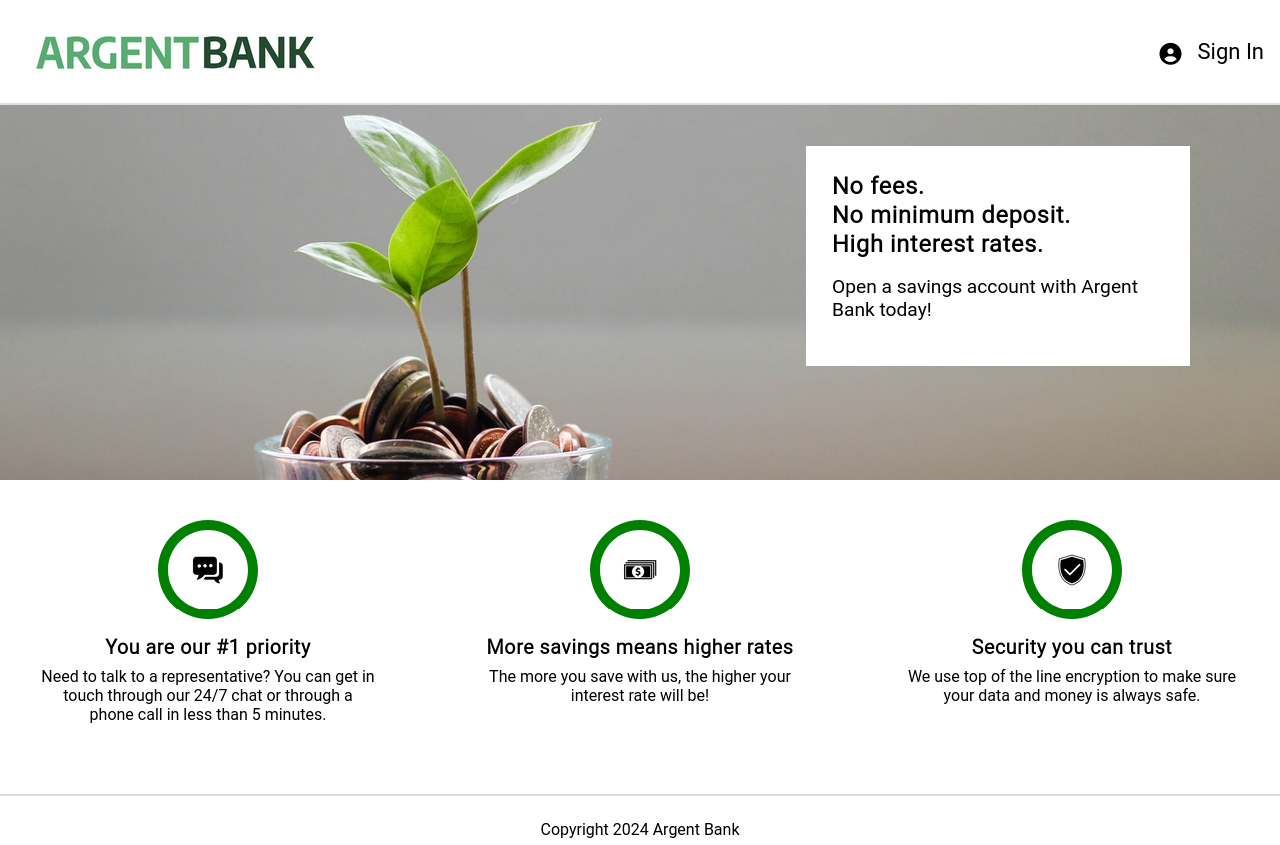 ARGENTBANK
Sign In
No fees.
No minimum deposit.
High interest rates.
Open a savings account with Argent
Bank today!
You are our #1 priority
Need to talk to a representative? You can get in
touch through our 24/7 chat or through a
phone call in less than 5 minutes.
More savings means higher rates
The more you save with us, the higher your
interest rate will be!
Security you can trust
We use top of the line encryption to make sure
your data and money is always safe.
Copyright 2024 Argent Bank